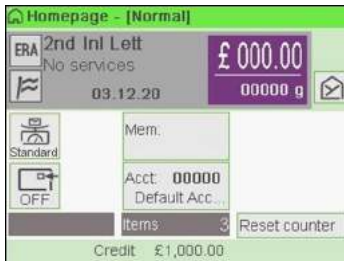 Homepage - [Normal]
ERA 2nd Inl Lett
No services
£ 000.00
03.12.20
00000 g
Standard
Mem:
OFF
Acct: 00000
Default Acc...
Items 3
Reset counter
Credit £1,000.00